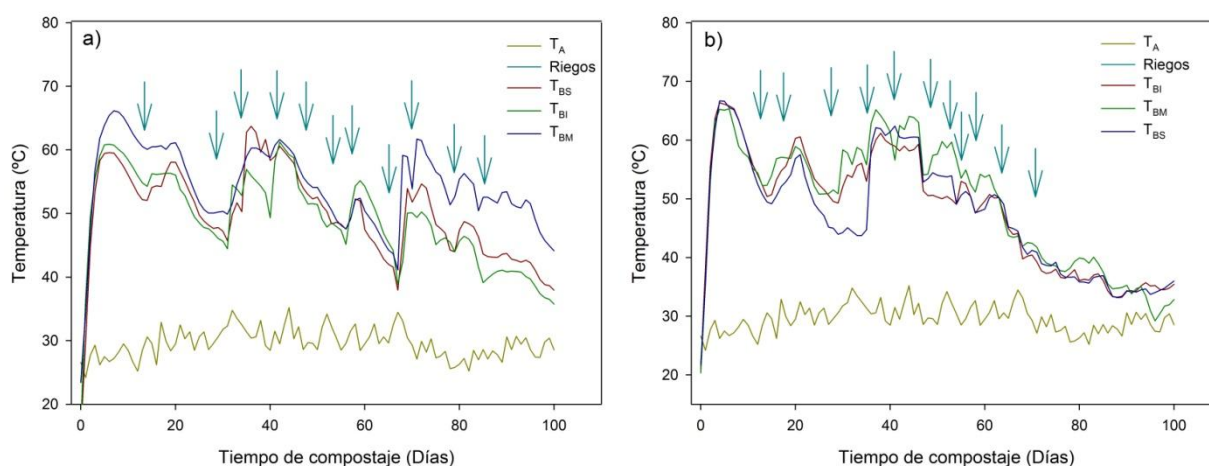 a)
Temperatura (ºC)
80
70
60
50
40
30
20
0
20
40
60
80
100
Tiempo de compostaje (Días)
T_A
Riegos
T_BS
T_BI
T_BM
b)
Temperatura (ºC)
80
70
60
50
40
30
20
0
20
40
60
80
100
Tiempo de compostaje (Días)
T_A
Riegos
T_BI
T_BM
T_BS